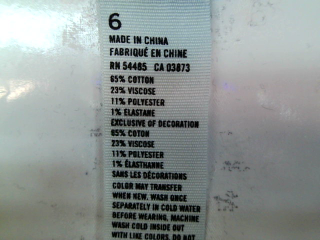 6
MADE IN CHINA
FABRIQUÉ EN CHINE
RN 54485 CA 03873
65% COTTON
23% VISCOSE
11% POLYESTER
1% ELASTANE
EXCLUSIVE OF DECORATION
65% COTON
23% VISCOSE
11% POLYESTER
1% ÉLASTHANNE
SANS LES DÉCORATIONS
COLOR MAY TRANSFER
WHEN NEW. WASH ONCE
SEPARATELY IN COLD WATER
BEFORE WEARING. MACHINE
WASH COLD INSIDE OUT
WITH LIKE COLORS. DO NOT